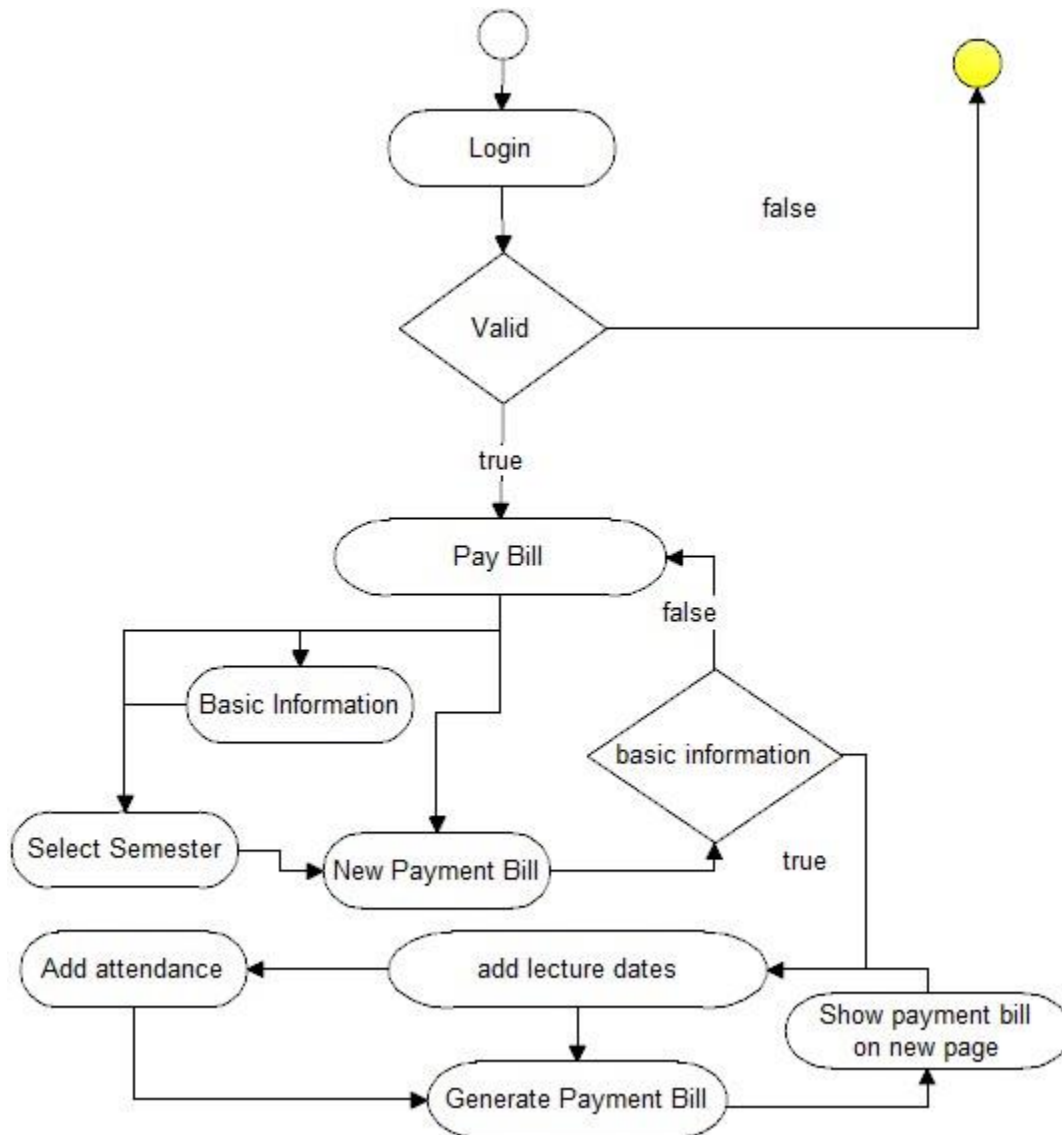 Login
false
Valid
true
Pay Bill
false
Basic Information
basic information
Select Semester
New Payment Bill
true
Add attendance
add lecture dates
Show payment bill
on new page
Generate Payment Bill